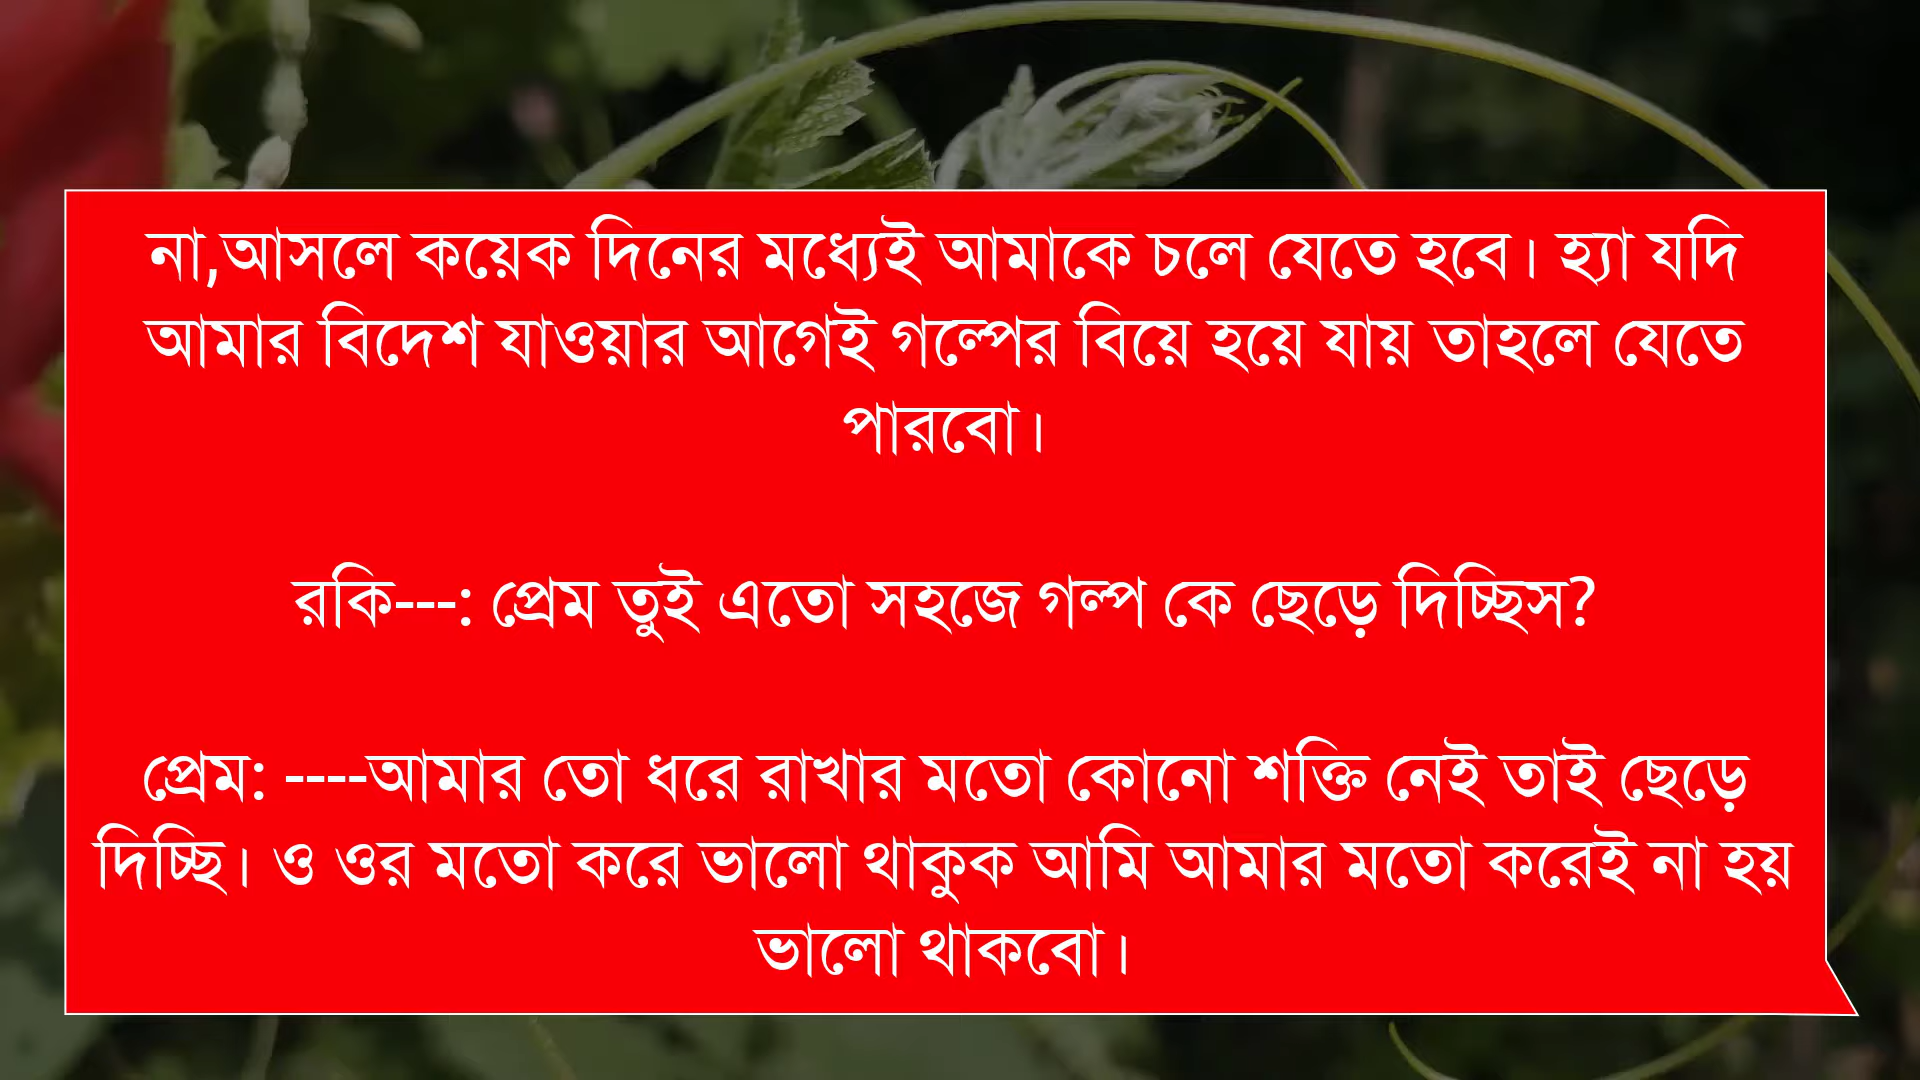 না,আসলে কয়েক দিনের মধ্যেই আমাকে চলে যেতে হবে। হ্যা যদি
আমার বিদেশ যাওয়ার আগেই গল্পের বিয়ে হয়ে যায় তাহলে যেতে
পারবো।
রকি---: প্রেম তুই এতো সহজে গল্প কে ছেড়ে দিচ্ছিস?
প্রেম: ----আমার তো ধরে রাখার মতো কোনো শক্তি নেই তাই ছেড়ে
দিচ্ছি। ও ওর মতো করে ভালো থাকুক আমি আমার মতো করেই না হয়
ভালো থাকবো।